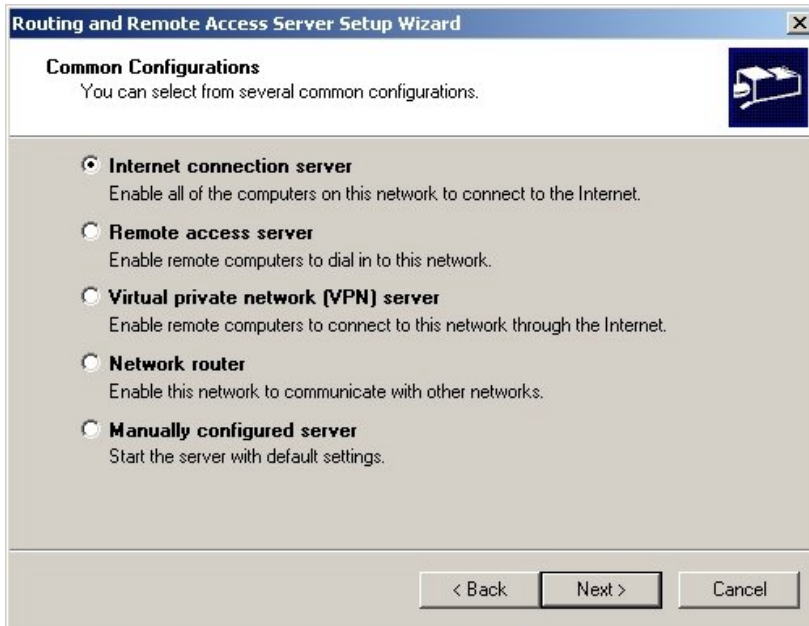 Routing and Remote Access Server Setup Wizard
Common Configurations
You can select from several common configurations.
Internet connection server
Enable all of the computers on this network to connect to the Internet.
Remote access server
Enable remote computers to dial in to this network.
Virtual private network (VPN) server
Enable remote computers to connect to this network through the Internet.
Network router
Enable this network to communicate with other networks.
Manually configured server
Start the server with default settings.
< Back Next > Cancel